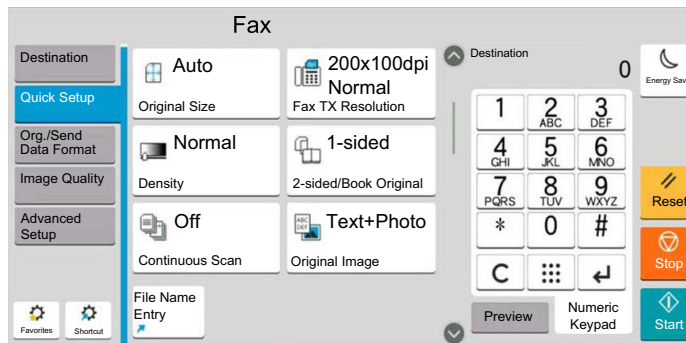 Fax
Destination
Quick Setup
Org./Send
Data Format
Image Quality
Advanced
Setup
Favorites
Shortcut
Auto
Original Size
200x100dpi
Normal
Fax TX Resolution
Normal
Density
1-sided
2-sided/Book Original
Off
Continuous Scan
ABC
DEF
Text+Photo
Original Image
File Name
Entry
Destination
0
1
2
ABC
3
DEF
4
GHI
5
JKL
6
MNO
7
PQRS
8
TUV
9
WXYZ
*
0
#
C
Preview
Numeric
Keypad
Energy Sav
Reset
Stop
Start